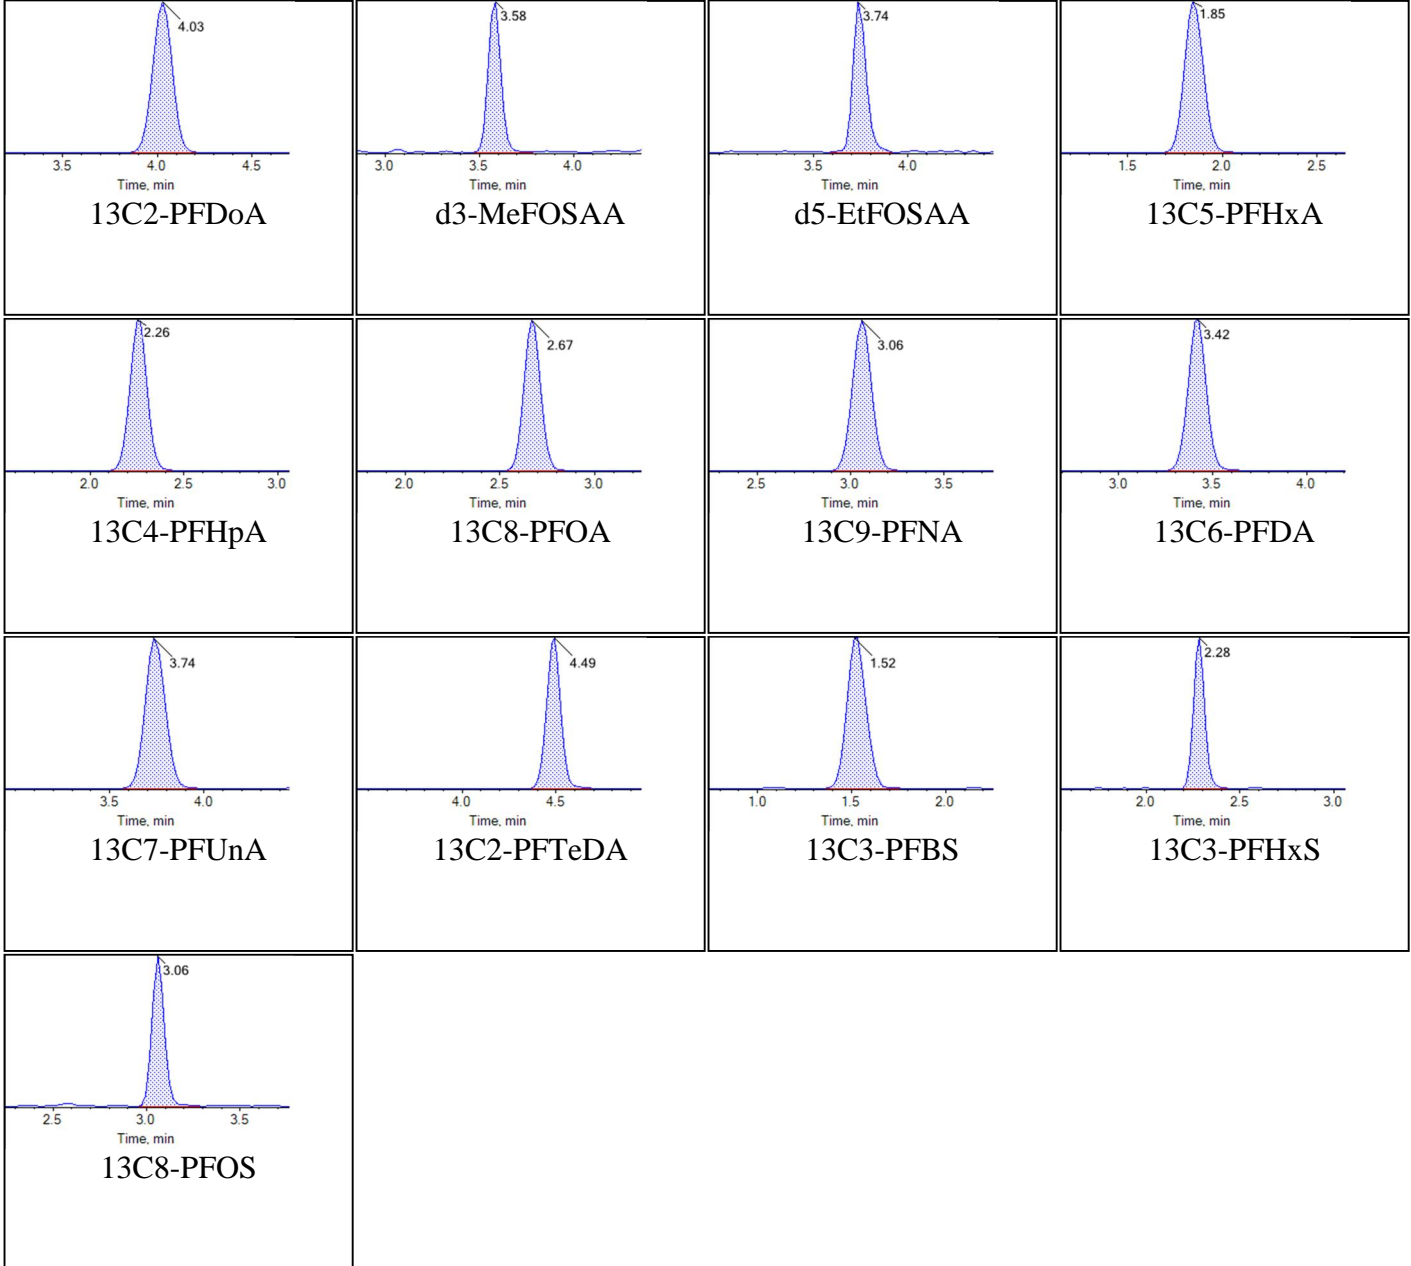 4.03
3.5 4.0 4.5
Time, min
13C2-PFDoA
3.58
3.0 3.5 4.0
Time, min
d3-MeFOSAA
3.74
3.5 4.0
Time, min
d5-EtFOSAA
1.85
1.5 2.0 2.5
Time, min
13C5-PFHxA
2.26
2.0 2.5 3.0
Time, min
13C4-PFHpA
2.67
2.0 2.5 3.0
Time, min
13C8-PFOA
3.06
2.5 3.0 3.5
Time, min
13C9-PFNA
3.42
3.0 3.5 4.0
Time, min
13C6-PFDA
3.74
3.5 4.0
Time, min
13C7-PFUnA
4.49
4.0 4.5
Time, min
13C2-PFTeDA
1.52
1.0 1.5 2.0
Time, min
13C3-PFBS
2.28
2.0 2.5 3.0
Time, min
13C3-PFHxS
3.06
2.5 3.0 3.5
Time, min
13C8-PFOS